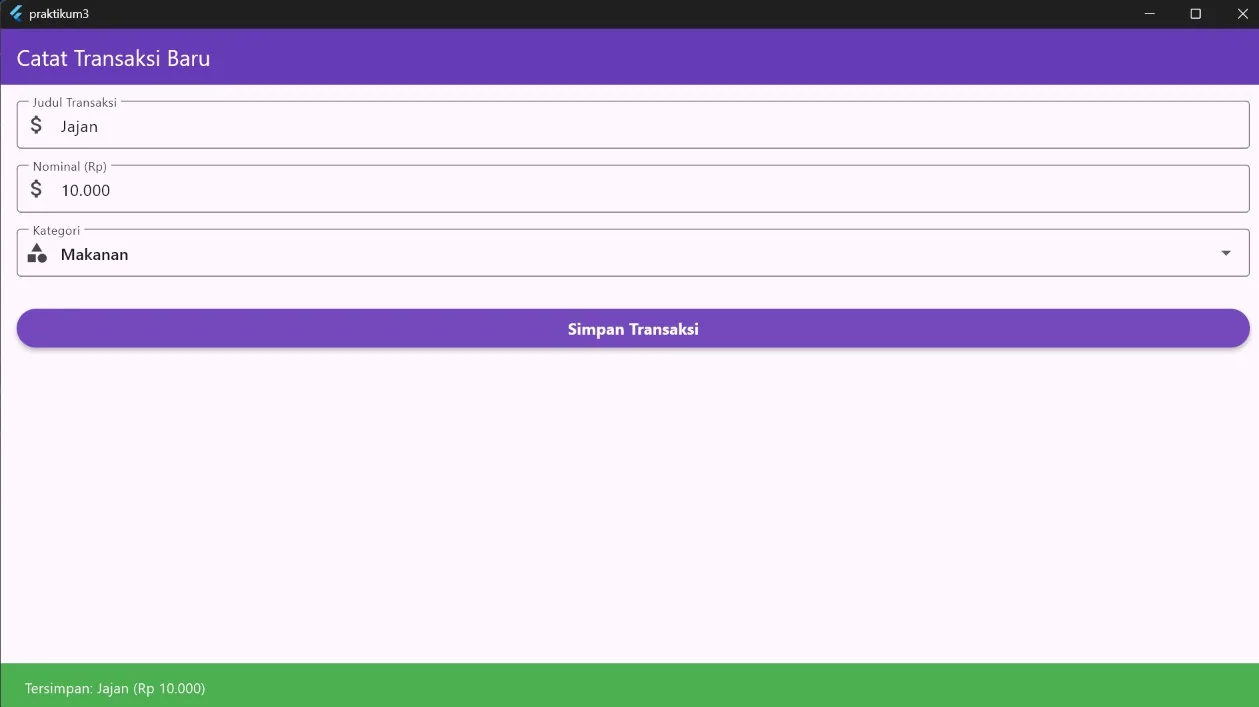 praktikum3
Catat Transaksi Baru
Judul Transaksi
$ Jajan
Nominal (Rp)
$ 10.000
Kategori
Makanan
Simpan Transaksi
Tersimpan: Jajan (Rp 10.000)